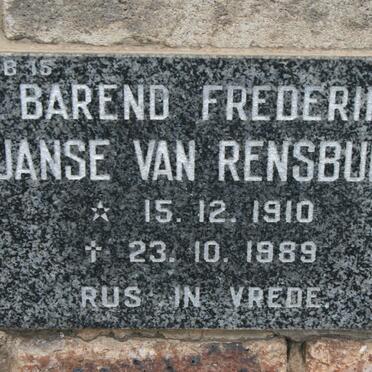 B 15
BAREND FREDERI
JANSE VAN RENSBU
☆ 15. 12. 1910
✝ 23. 10. 1989
RUS IN VREDE